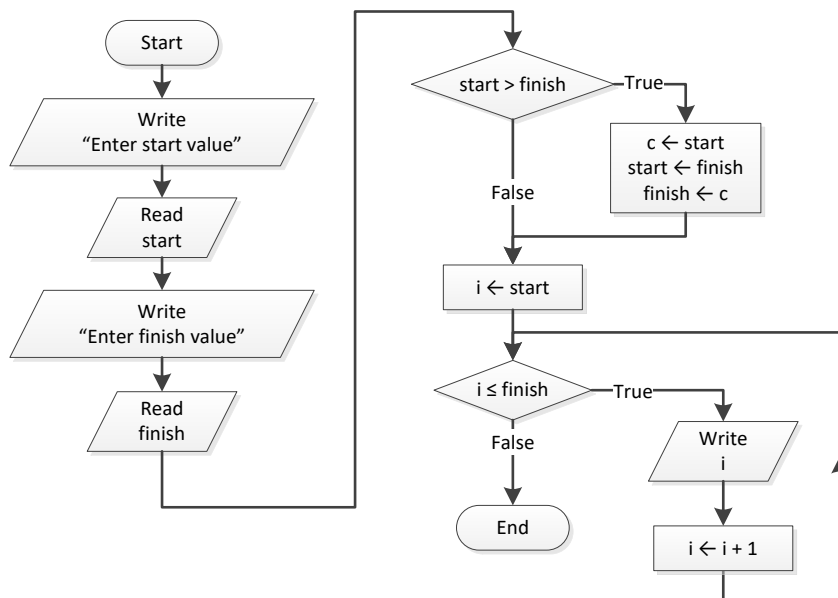 Start
Write
“Enter start value”
Read
start
Write
“Enter finish value”
Read
finish
start > finish
True
c ← start
start ← finish
finish ← c
False
i ← start
i ≤ finish
True
Write
i
i ← i + 1
False
End